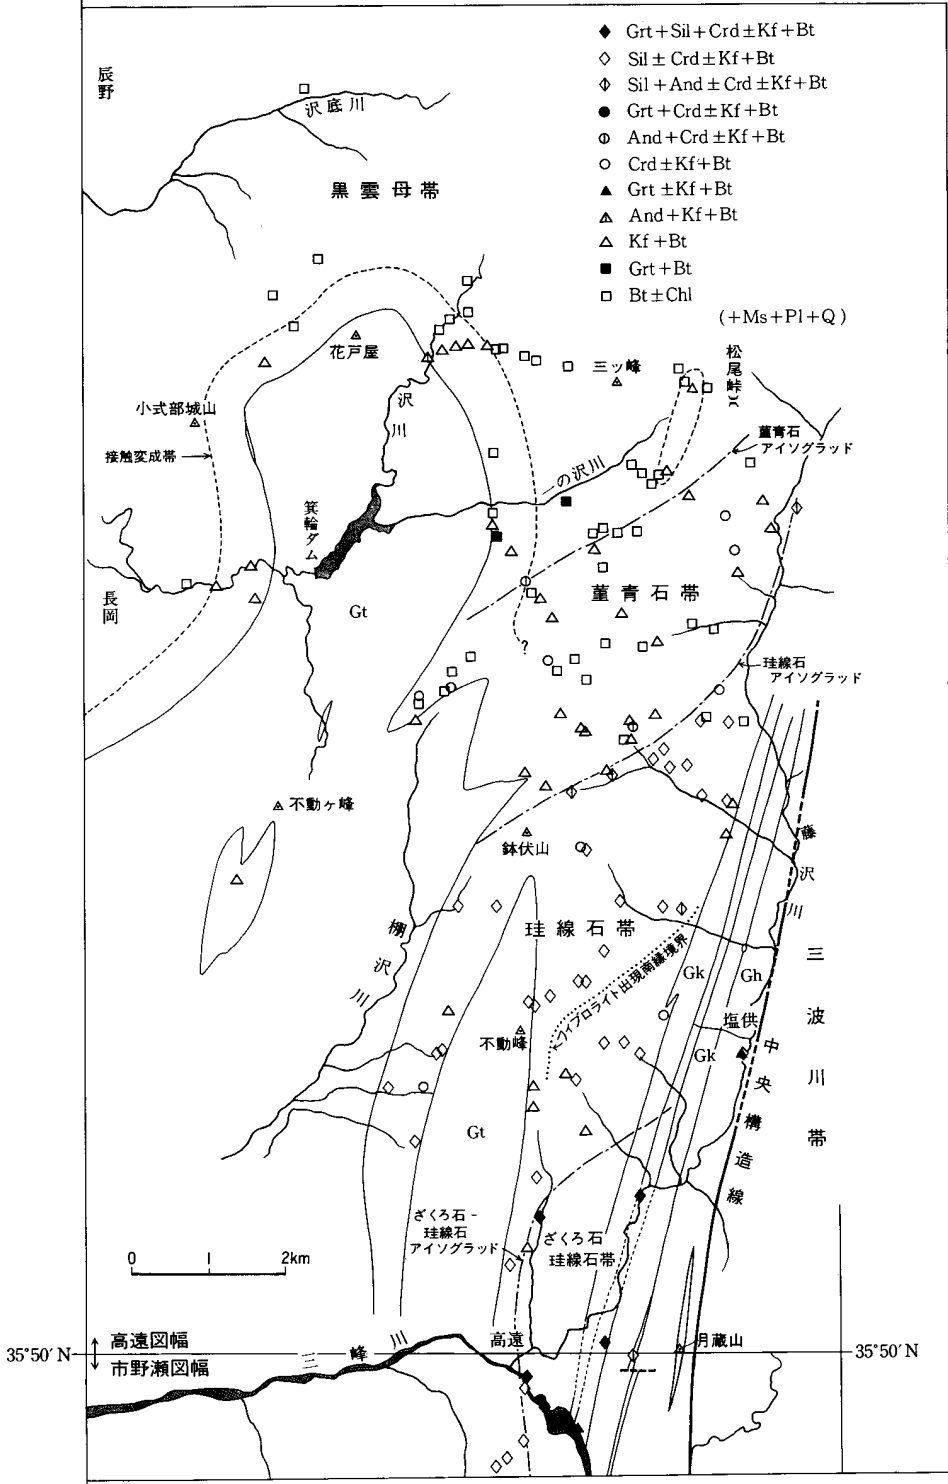 Grt+Sil+Crd±Kf+Bt
Sil±Crd±Kf+Bt
Sil+And±Crd±Kf+Bt
Grt+Crd±Kf+Bt
And+Crd±Kf+Bt
Crd±Kf+Bt
Grt±Kf+Bt
And+Kf+Bt
Kf+Bt
Grt+Bt
Bt±Chl
(+Ms+Pl+Q)
辰野
沢底川
黒雲母帯
花戸屋
三ッ峰
松尾峠
小式部城山
沢川
菫青石
アイソグラッド
接触変成帯
一の沢川
箕輪ダム
長岡
Gt
菫青石帯
?
珪線石
アイソグラッド
不動ヶ峰
鉢伏山
藤沢川
棚沢川
珪線石帯
フィブロライト出現南縁境界
Gk
Gh
三波川帯
塩供
不動峰
Gk
中央構造線
Gt
ざくろ石-
珪線石
アイソグラッド
ざくろ石
珪線石帯
0 1 2km
高遠
月蔵山
三峰川
35°50′N
高遠図幅
市野瀬図幅
35°50′N